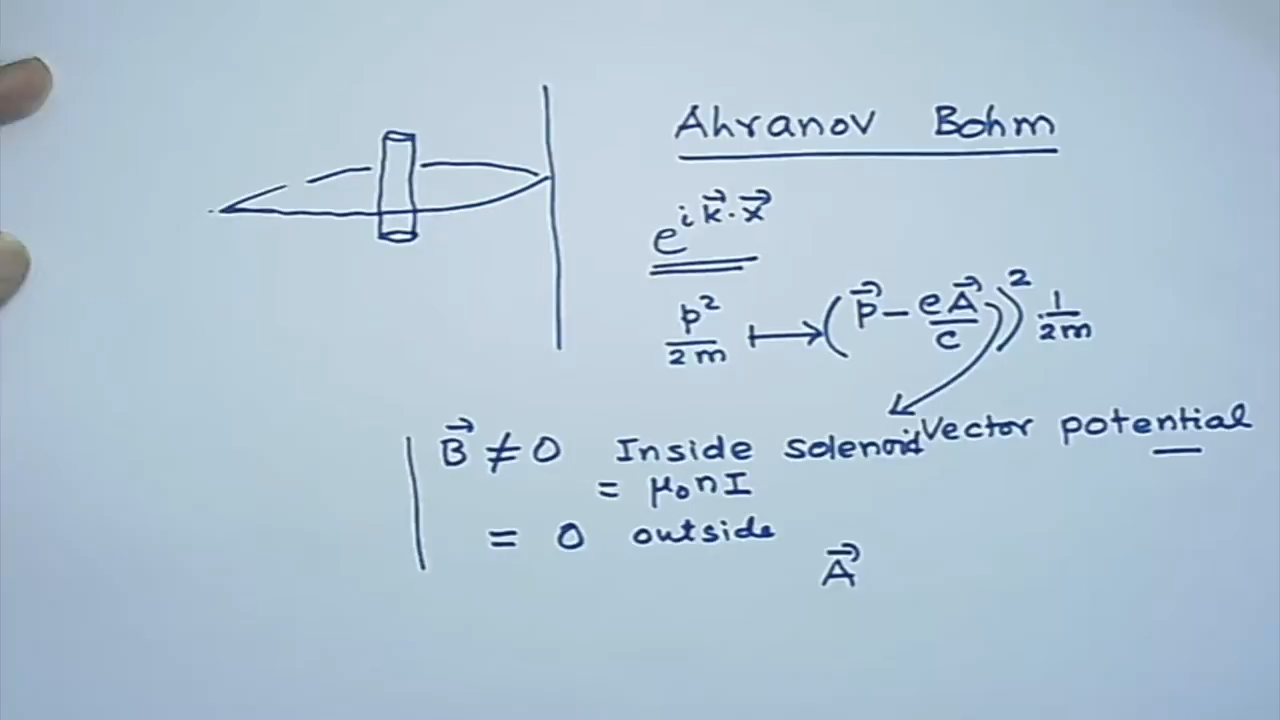 Ahranov Bohm
e^{i k⃗·x⃗}
p²/2m ⟼ (p⃗ − eA⃗/c)² · 1/2m
Vector potential
B⃗ ≠ 0 Inside solenoid
= μ₀nI
= 0 outside
A⃗